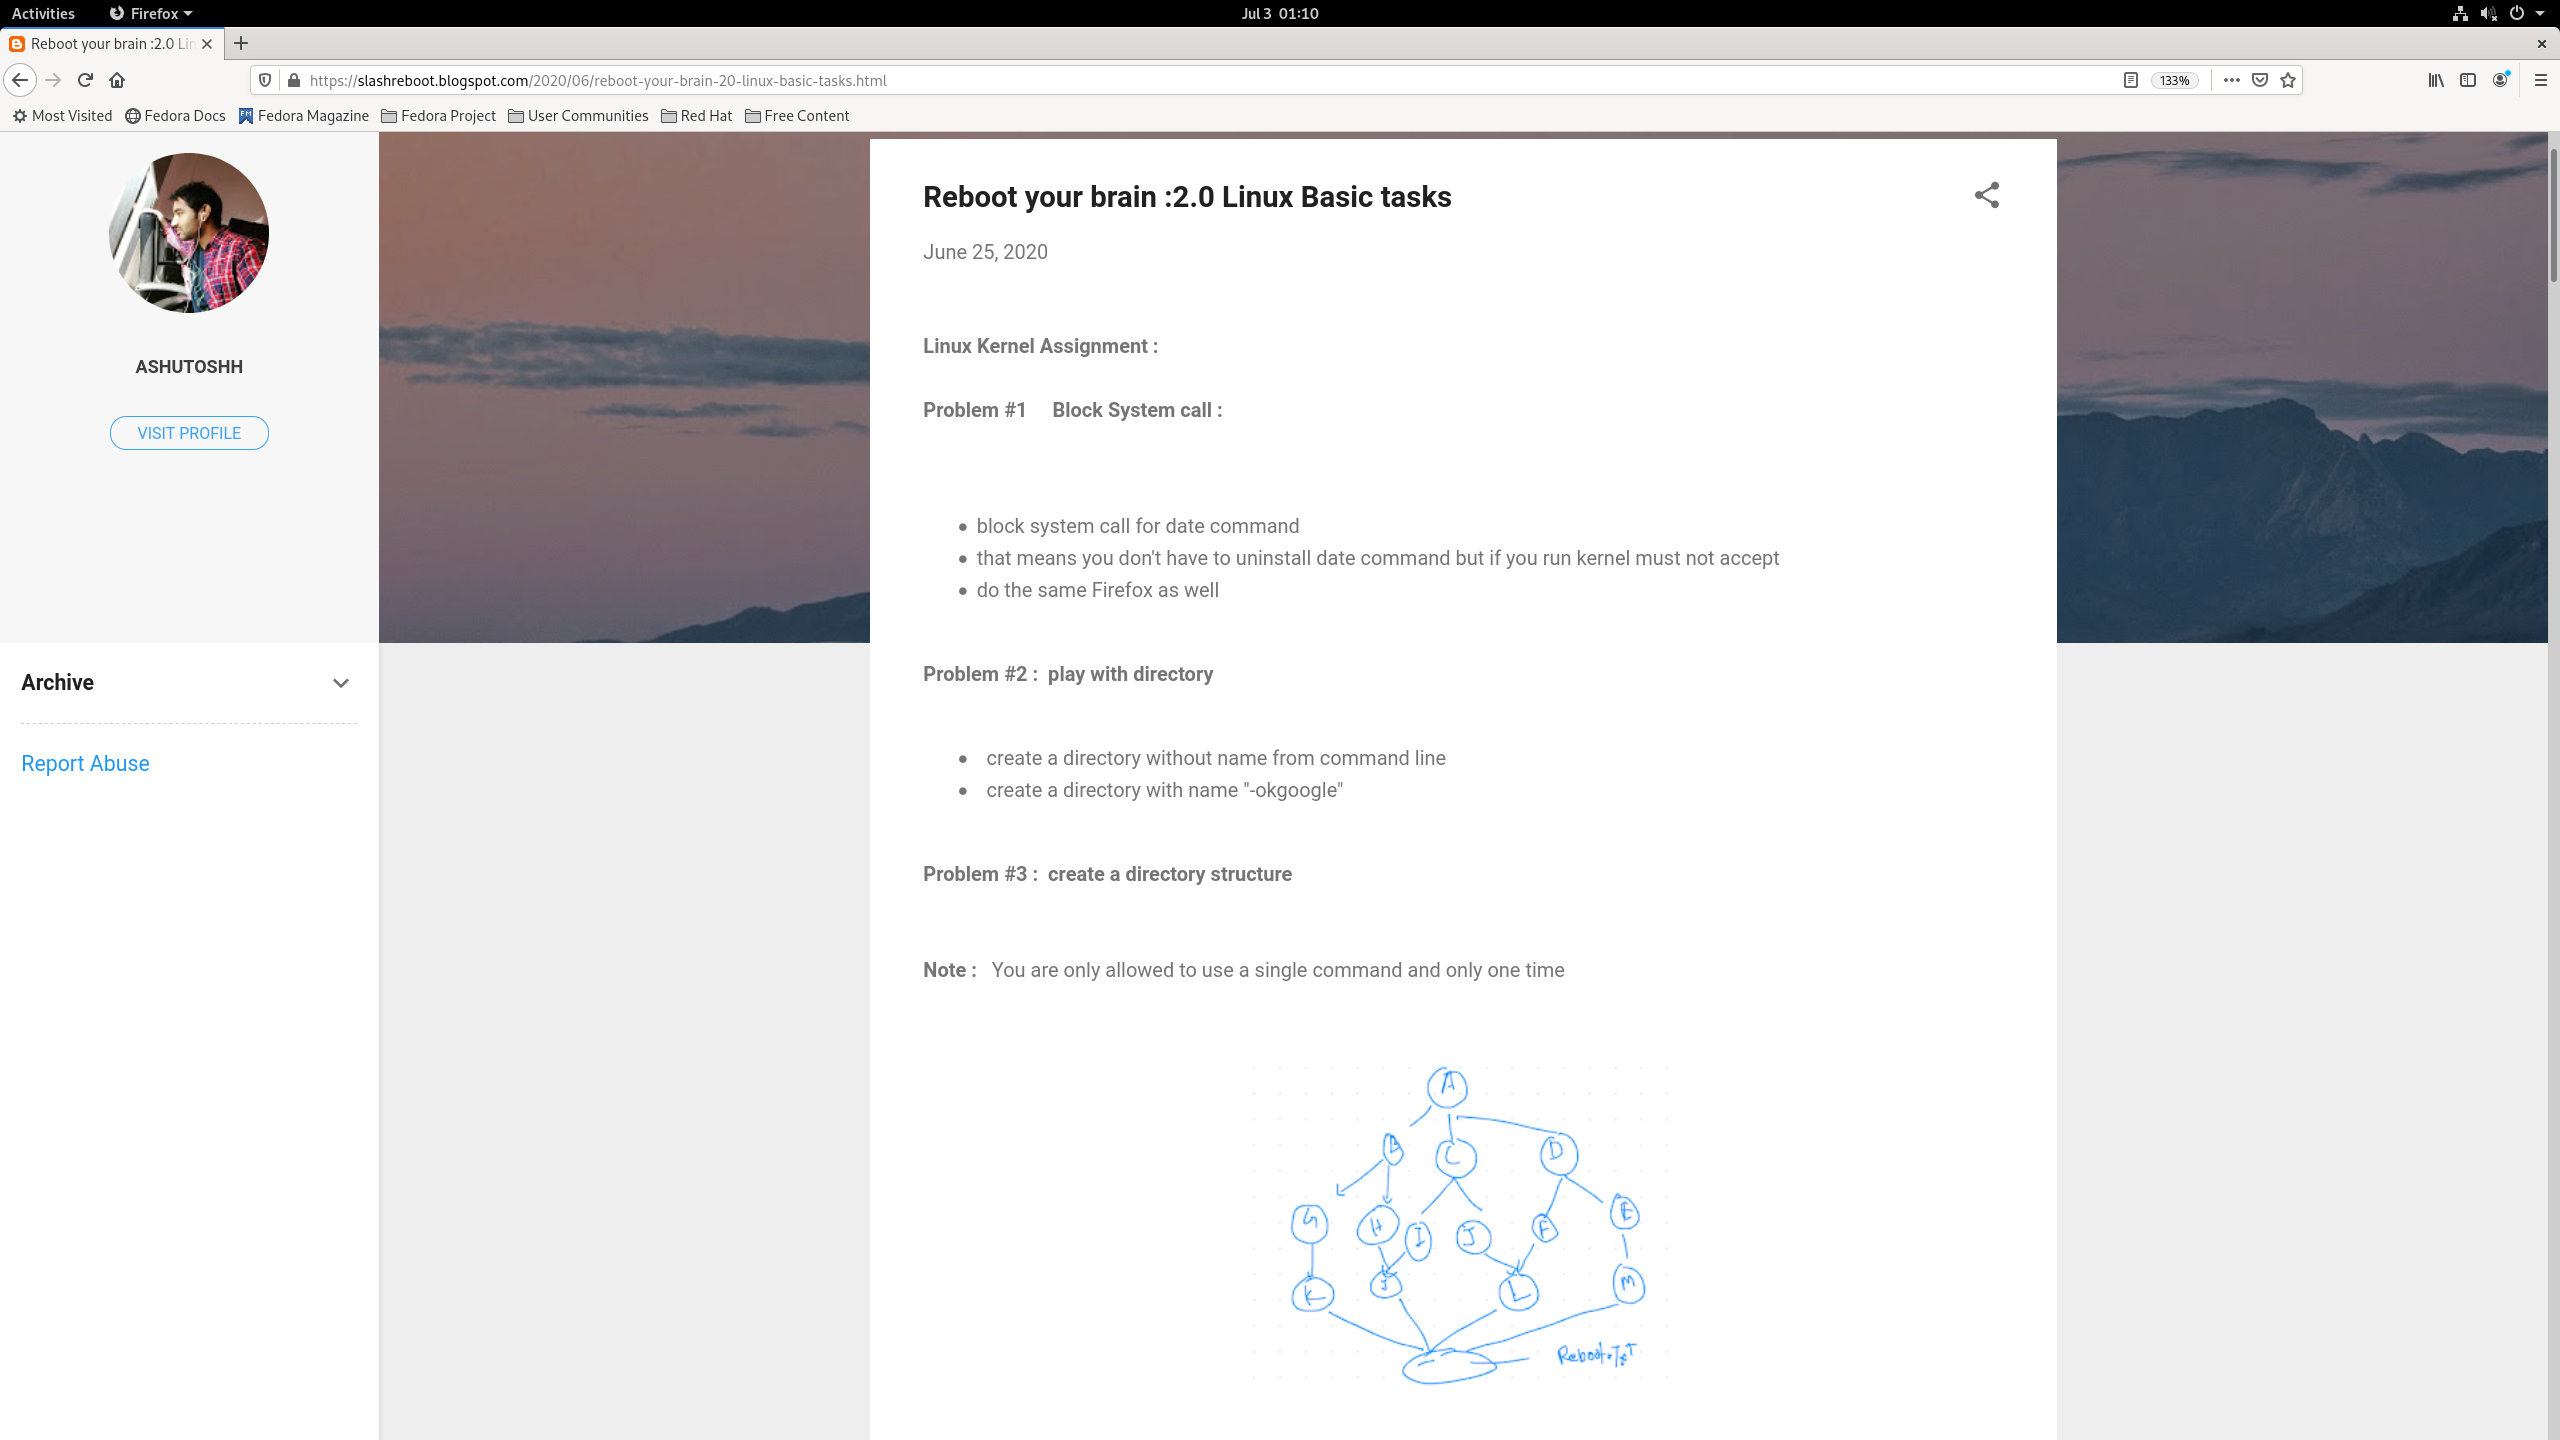 Activities
Firefox
Jul 3 01:10
Reboot your brain :2.0 Lin
https://slashreboot.blogspot.com/2020/06/reboot-your-brain-20-linux-basic-tasks.html
133%
Most Visited
Fedora Docs
Fedora Magazine
Fedora Project
User Communities
Red Hat
Free Content
ASHUTOSHH
VISIT PROFILE
Archive
Report Abuse
Reboot your brain :2.0 Linux Basic tasks
June 25, 2020
Linux Kernel Assignment :
Problem #1 Block System call :
block system call for date command
that means you don't have to uninstall date command but if you run kernel must not accept
do the same Firefox as well
Problem #2 : play with directory
create a directory without name from command line
create a directory with name "-okgoogle"
Problem #3 : create a directory structure
Note : You are only allowed to use a single command and only one time
A
B C D
G H I J F E
K J L M
Reboot.TxT